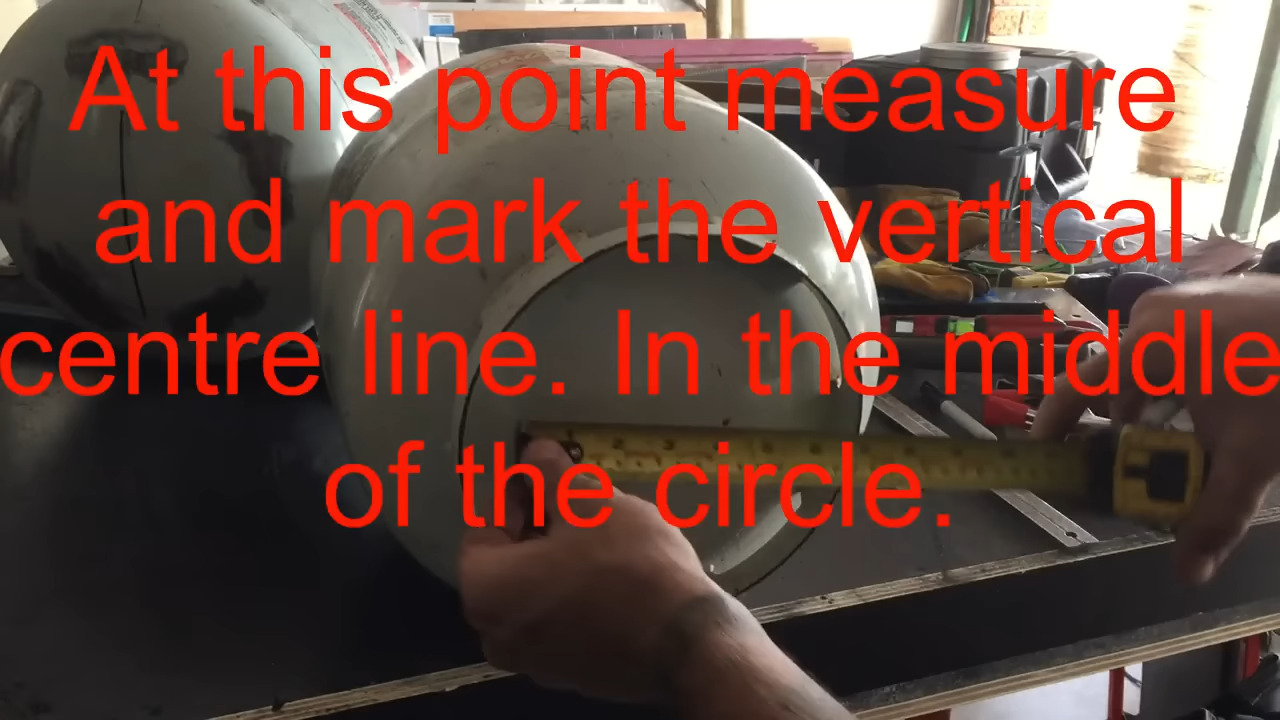 At this point measure
and mark the vertical
centre line. In the middle
of the circle.